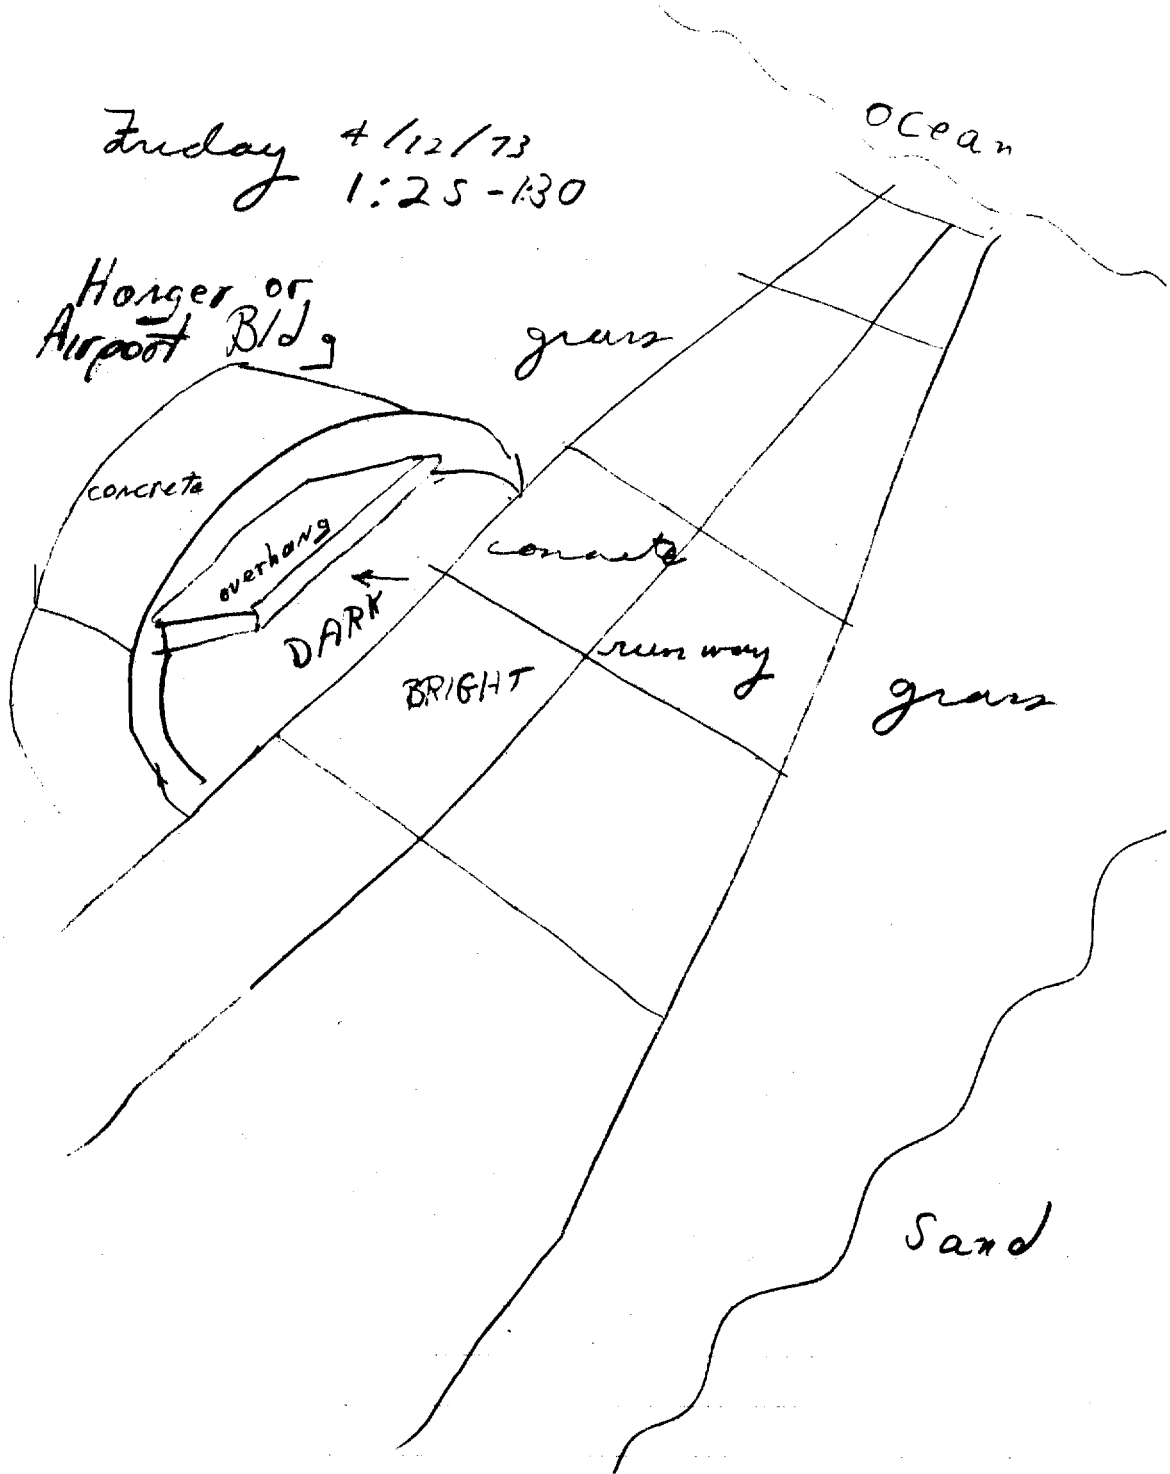 Friday 4/12/73
1:25 - 1:30
ocean
Hanger or
Airport Bldg
grass
concrete
overhang
concrete
DARK
runway
BRIGHT
grass
Sand